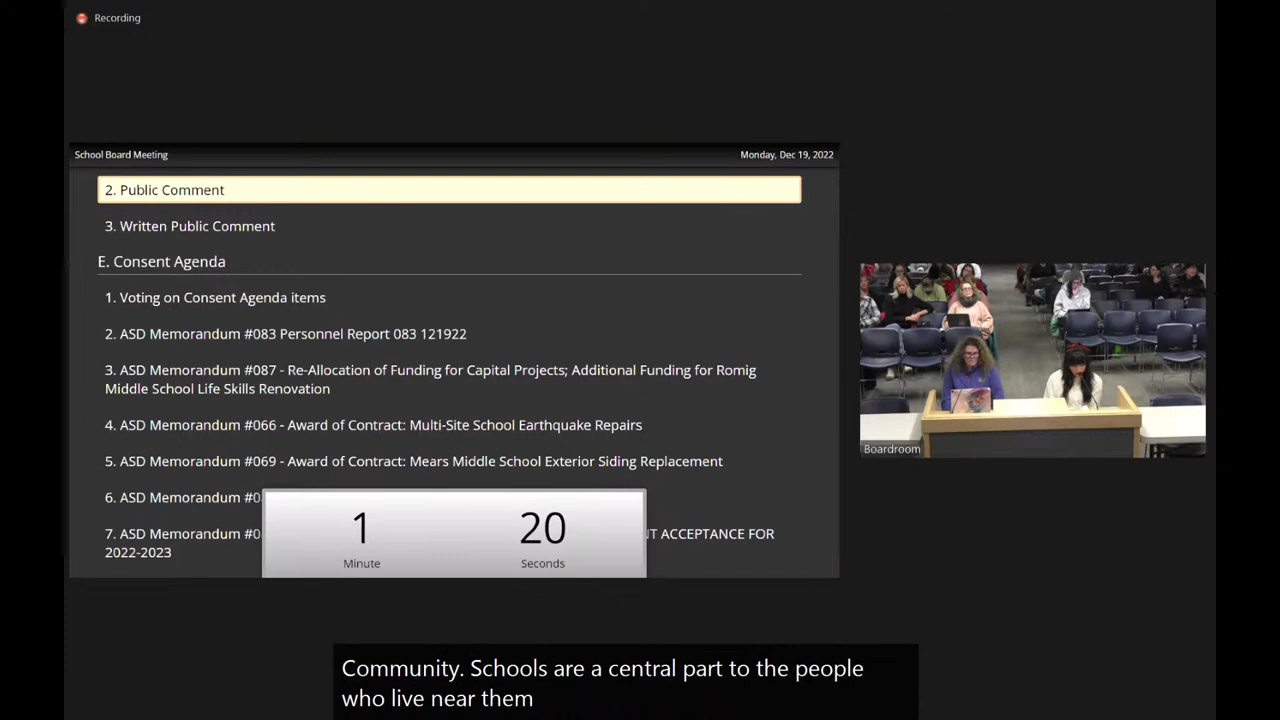 Recording
School Board Meeting
Monday, Dec 19, 2022
2. Public Comment
3. Written Public Comment
E. Consent Agenda
1. Voting on Consent Agenda items
2. ASD Memorandum #083 Personnel Report 083 121922
3. ASD Memorandum #087 - Re-Allocation of Funding for Capital Projects; Additional Funding for Romig
Middle School Life Skills Renovation
4. ASD Memorandum #066 - Award of Contract: Multi-Site School Earthquake Repairs
5. ASD Memorandum #069 - Award of Contract: Mears Middle School Exterior Siding Replacement
6. ASD Memorandum #0
7. ASD Memorandum #0 NT ACCEPTANCE FOR
2022-2023
1 20
Minute Seconds
Boardroom
Community. Schools are a central part to the people
who live near them